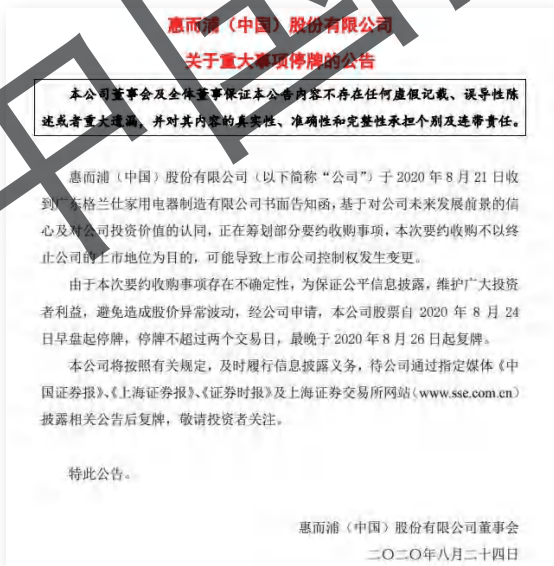 惠而浦（中国）股份有限公司
关于重大事项停牌的公告
本公司董事会及全体董事保证本公告内容不存在任何虚假记载、误导性陈
述或者重大遗漏，并对其内容的真实性、准确性和完整性承担个别及连带责任。
惠而浦（中国）股份有限公司（以下简称“公司”）于 2020 年 8 月 21 日收
到广东格兰仕家用电器制造有限公司书面告知函，基于对公司未来发展前景的信
心及对公司投资价值的认同，正在筹划部分要约收购事项，本次要约收购不以终
止公司的上市地位为目的，可能导致上市公司控制权发生变更。
由于本次要约收购事项存在不确定性，为保证公平信息披露，维护广大投资
者利益，避免造成股价异常波动，经公司申请，本公司股票自 2020 年 8 月 24
日早盘起停牌，停牌不超过两个交易日，最晚于 2020 年 8 月 26 日起复牌。
本公司将按照有关规定，及时履行信息披露义务，待公司通过指定媒体《中
国证券报》、《上海证券报》、《证券时报》及上海证券交易所网站（www.sse.com.cn）
披露相关公告后复牌，敬请投资者关注。
特此公告。
惠而浦（中国）股份有限公司董事会
二〇二〇年八月二十四日